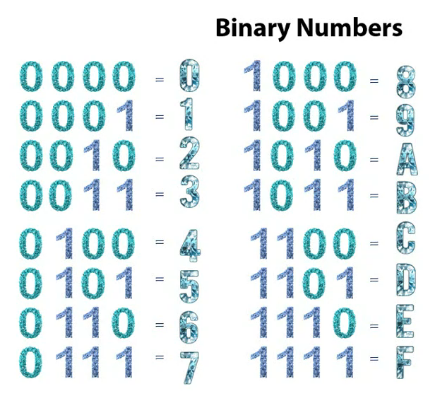 Binary Numbers
0000 = 0
0001 = 1
0010 = 2
0011 = 3
0100 = 4
0101 = 5
0110 = 6
0111 = 7
1000 = 8
1001 = 9
1010 = A
1011 = B
1100 = C
1101 = D
1110 = E
1111 = F